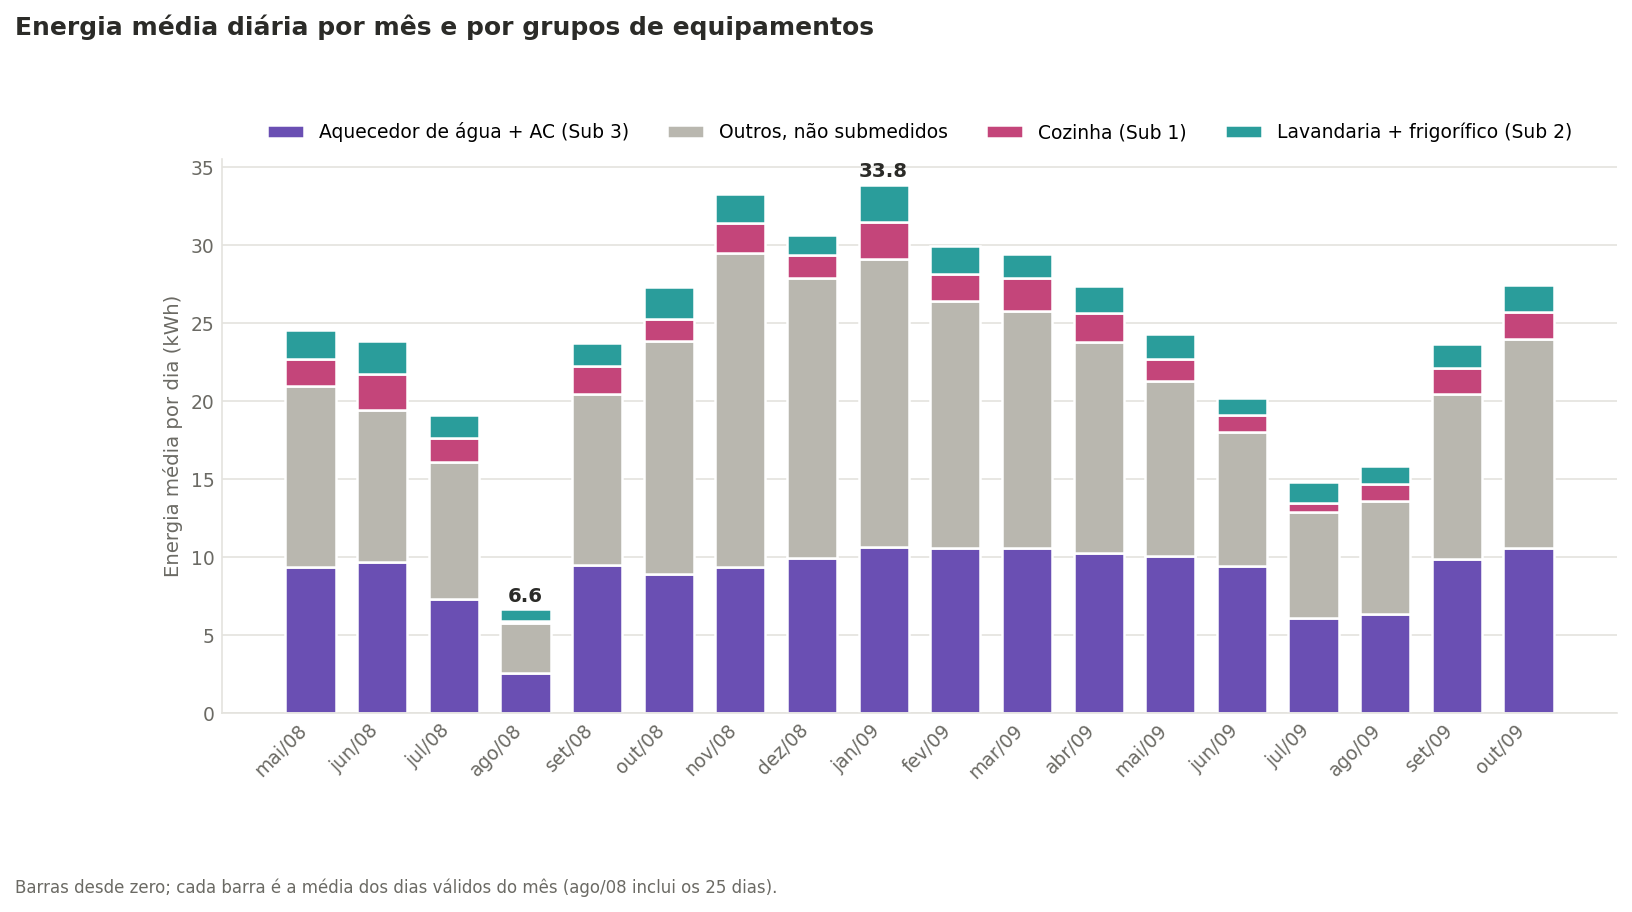 Energia média diária por mês e por grupos de equipamentos
Aquecedor de água + AC (Sub 3)
Outros, não submedidos
Cozinha (Sub 1)
Lavandaria + frigorífico (Sub 2)
Energia média por dia (kWh)
35
30
25
20
15
10
5
0
33.8
6.6
mai/08
jun/08
jul/08
ago/08
set/08
out/08
nov/08
dez/08
jan/09
fev/09
mar/09
abr/09
mai/09
jun/09
jul/09
ago/09
set/09
out/09
Barras desde zero; cada barra é a média dos dias válidos do mês (ago/08 inclui os 25 dias).